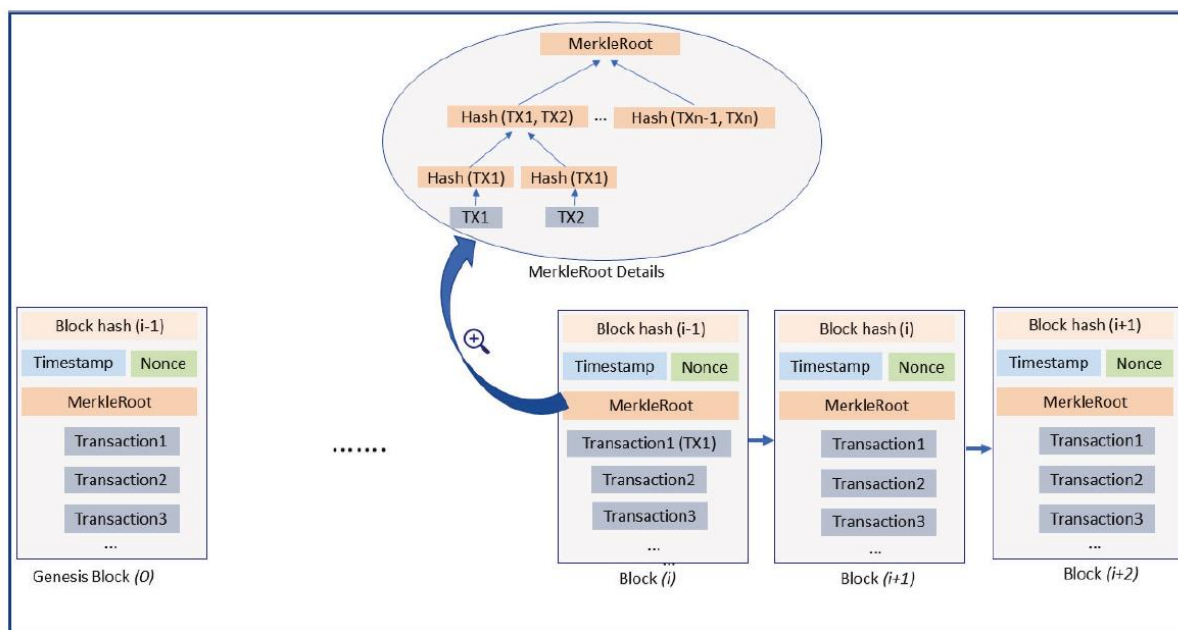 MerkleRoot
Hash (TX1, TX2) ... Hash (TXn-1, TXn)
Hash (TX1) Hash (TX1)
TX1 TX2
MerkleRoot Details
Block hash (i-1)
Timestamp Nonce
MerkleRoot
Transaction1
Transaction2
Transaction3
...
Genesis Block (0)
.......
Block hash (i-1)
Timestamp Nonce
MerkleRoot
Transaction1 (TX1)
Transaction2
Transaction3
...
...
Block (i)
Block hash (i)
Timestamp Nonce
MerkleRoot
Transaction1
Transaction2
Transaction3
...
Block (i+1)
Block hash (i+1)
Timestamp Nonce
MerkleRoot
Transaction1
Transaction2
Transaction3
...
Block (i+2)